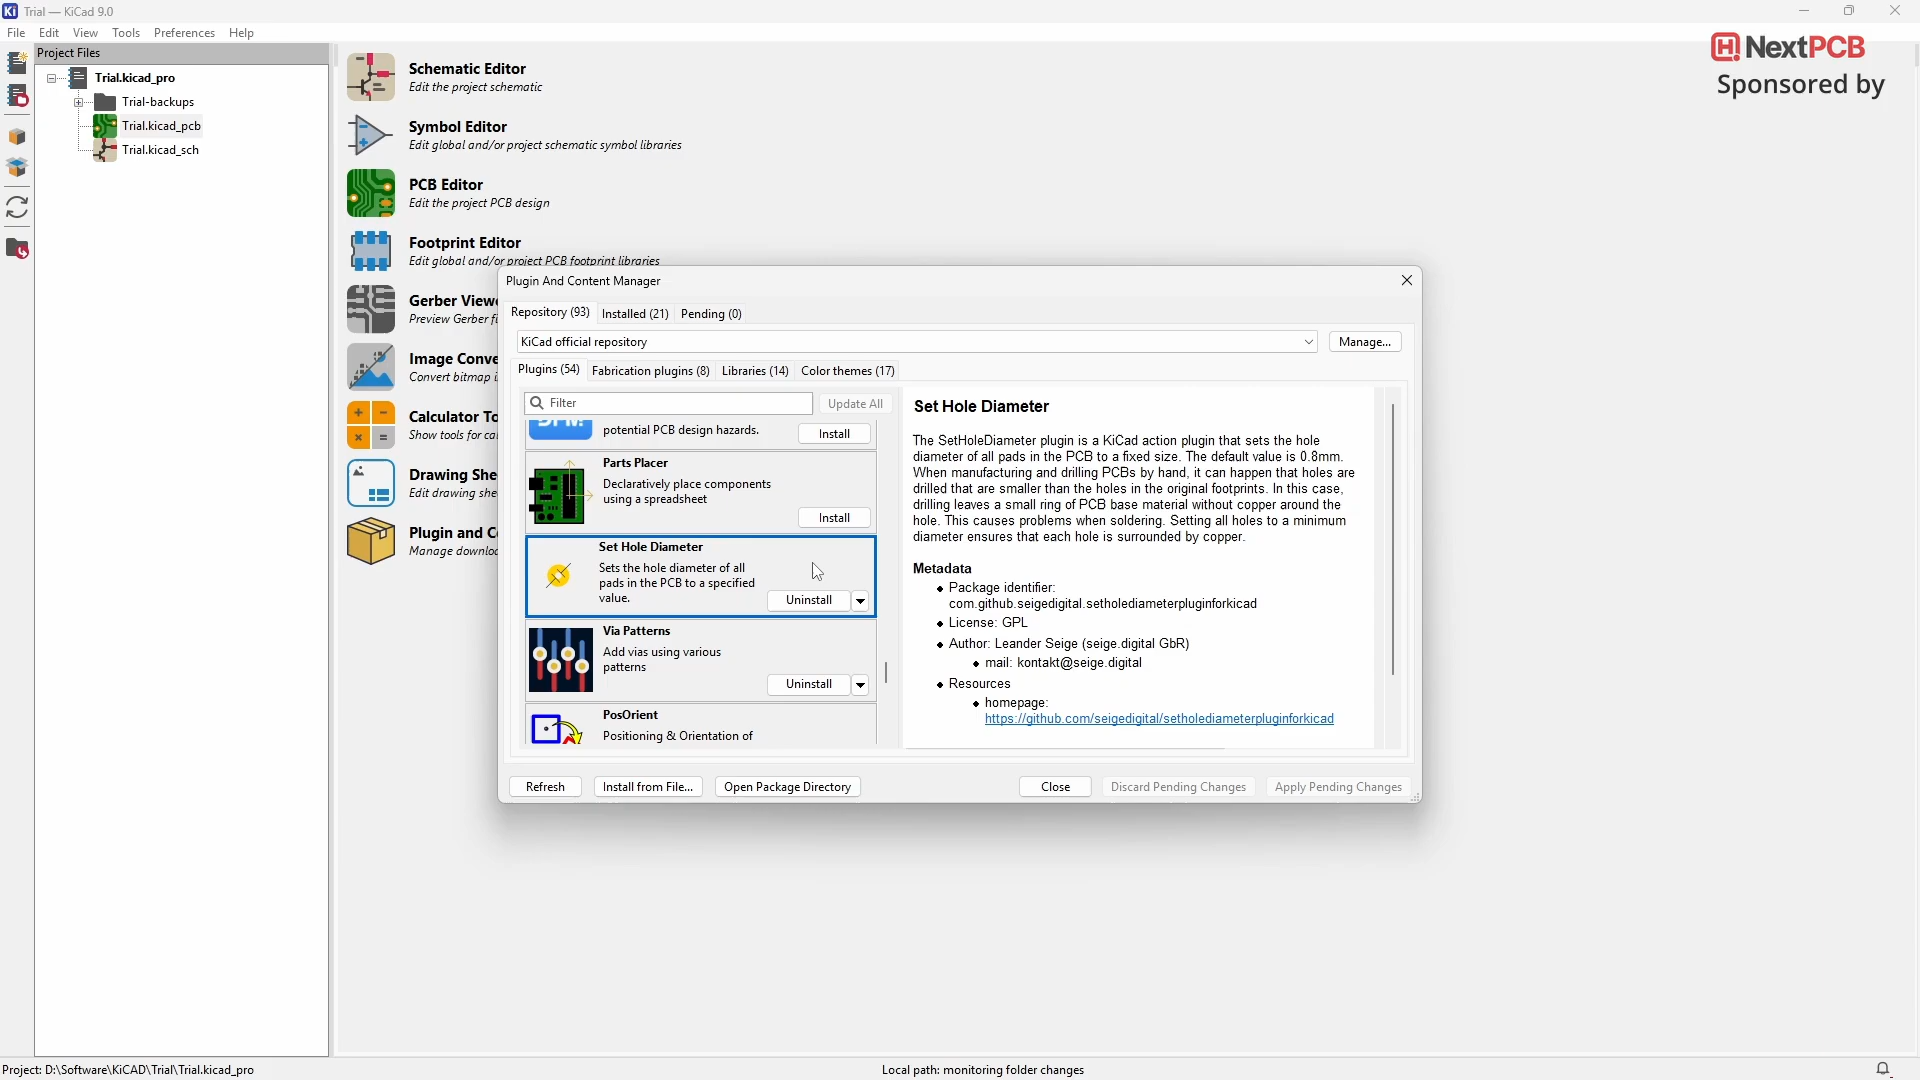 Trial — KiCad 9.0
File Edit View Tools Preferences Help
NextPCB
Sponsored by
Project Files
Trial.kicad_pro
Trial-backups
Trial.kicad_pcb
Trial.kicad_sch
Schematic Editor
Edit the project schematic
Symbol Editor
Edit global and/or project schematic symbol libraries
PCB Editor
Edit the project PCB design
Footprint Editor
Edit global and/or project PCB footprint libraries
Gerber Viewe
Preview Gerber fi
Image Conve
Convert bitmap i
Calculator To
Show tools for ca
Drawing She
Edit drawing she
Plugin and Co
Manage downloa
Plugin And Content Manager
Repository (93) Installed (21) Pending (0)
KiCad official repository Manage...
Plugins (54) Fabrication plugins (8) Libraries (14) Color themes (17)
Filter Update All
potential PCB design hazards.
Install
Parts Placer
Declaratively place components
using a spreadsheet
Install
Set Hole Diameter
Sets the hole diameter of all
pads in the PCB to a specified
value.
Uninstall
Via Patterns
Add vias using various
patterns
Uninstall
PosOrient
Positioning & Orientation of
Set Hole Diameter
The SetHoleDiameter plugin is a KiCad action plugin that sets the hole
diameter of all pads in the PCB to a fixed size. The default value is 0.8mm.
When manufacturing and drilling PCBs by hand, it can happen that holes are
drilled that are smaller than the holes in the original footprints. In this case,
drilling leaves a small ring of PCB base material without copper around the
hole. This causes problems when soldering. Setting all holes to a minimum
diameter ensures that each hole is surrounded by copper.
Metadata
Package identifier:
com.github.seigedigital.setholediameterpluginforkicad
License: GPL
Author: Leander Seige (seige.digital GbR)
mail: kontakt@seige.digital
Resources
homepage:
https://github.com/seigedigital/setholediameterpluginforkicad
Refresh Install from File... Open Package Directory Close Discard Pending Changes Apply Pending Changes
Project: D:\Software\KiCAD\Trial\Trial.kicad_pro
Local path: monitoring folder changes